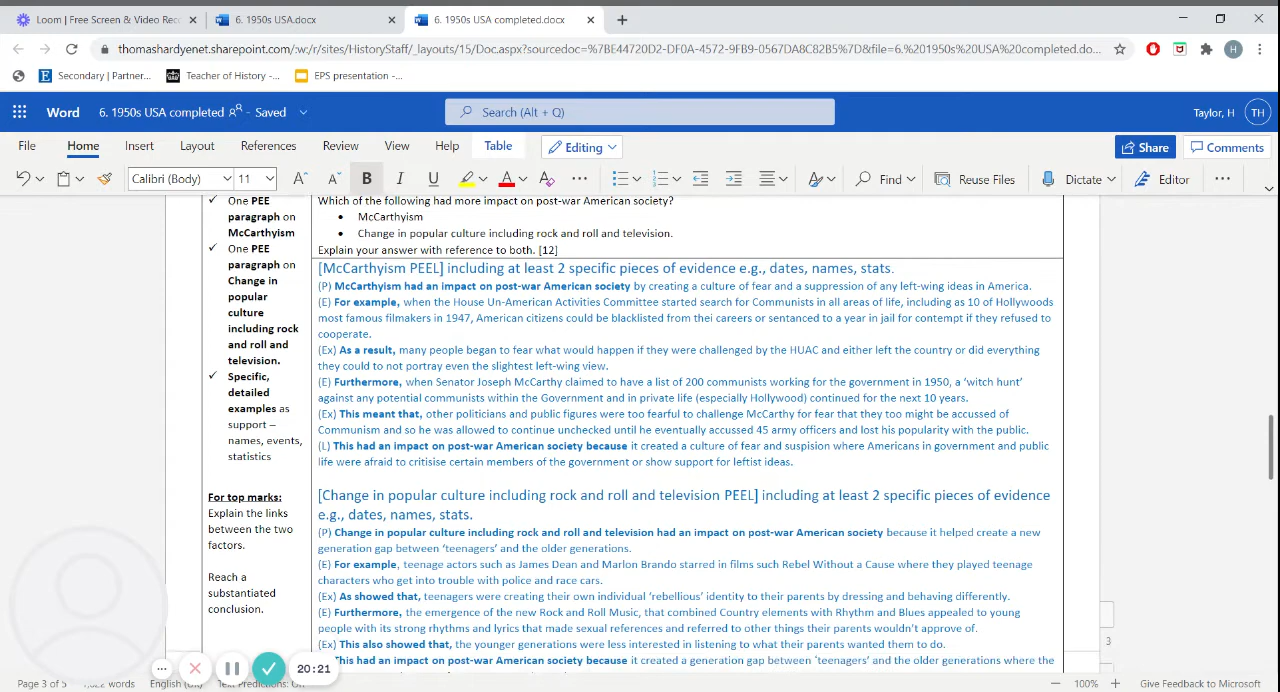 Loom | Free Screen & Video Rec
6. 1950s USA.docx
6. 1950s USA completed.docx
thomashardyenet.sharepoint.com/:w:/r/sites/HistoryStaff/_layouts/15/Doc.aspx?sourcedoc=%7BE44720D2-DF0A-4572-9FB9-0567DA8C82B5%7D&file=6.%201950s%20USA%20completed.do...
H
Secondary | Partner...
Teacher of History -...
EPS presentation -...
Word
6. 1950s USA completed - Saved
Search (Alt + Q)
Taylor, H
TH
File
Home
Insert
Layout
References
Review
View
Help
Table
Editing
Share
Comments
Calibri (Body)
11
Find
Reuse Files
Dictate
Editor
One PEE
paragraph on
McCarthyism
One PEE
paragraph on
Change in
popular
culture
including rock
and roll and
television.
Specific,
detailed
examples as
support –
names, events,
statistics
For top marks:
Explain the links
between the two
factors.
Reach a
substantiated
conclusion.
Which of the following had more impact on post-war American society?
• McCarthyism
• Change in popular culture including rock and roll and television.
Explain your answer with reference to both. [12]
[McCarthyism PEEL] including at least 2 specific pieces of evidence e.g., dates, names, stats.
(P) McCarthyism had an impact on post-war American society by creating a culture of fear and a suppression of any left-wing ideas in America.
(E) For example, when the House Un-American Activities Committee started search for Communists in all areas of life, including as 10 of Hollywoods
most famous filmakers in 1947, American citizens could be blacklisted from thei careers or sentanced to a year in jail for contempt if they refused to
cooperate.
(Ex) As a result, many people began to fear what would happen if they were challenged by the HUAC and either left the country or did everything
they could to not portray even the slightest left-wing view.
(E) Furthermore, when Senator Joseph McCarthy claimed to have a list of 200 communists working for the government in 1950, a ‘witch hunt’
against any potential communists within the Government and in private life (especially Hollywood) continued for the next 10 years.
(Ex) This meant that, other politicians and public figures were too fearful to challenge McCarthy for fear that they too might be accussed of
Communism and so he was allowed to continue unchecked until he eventually accussed 45 army officers and lost his popularity with the public.
(L) This had an impact on post-war American society because it created a culture of fear and suspision where Americans in government and public
life were afraid to critisise certain members of the government or show support for leftist ideas.
[Change in popular culture including rock and roll and television PEEL] including at least 2 specific pieces of evidence
e.g., dates, names, stats.
(P) Change in popular culture including rock and roll and television had an impact on post-war American society because it helped create a new
generation gap between ‘teenagers’ and the older generations.
(E) For example, teenage actors such as James Dean and Marlon Brando starred in films such Rebel Without a Cause where they played teenage
characters who get into trouble with police and race cars.
(Ex) As showed that, teenagers were creating their own individual ‘rebellious’ identity to their parents by dressing and behaving differently.
(E) Furthermore, the emergence of the new Rock and Roll Music, that combined Country elements with Rhythm and Blues appealed to young
people with its strong rhythms and lyrics that made sexual references and referred to other things their parents wouldn’t approve of.
(Ex) This also showed that, the younger generations were less interested in listening to what their parents wanted them to do.
This had an impact on post-war American society because it created a generation gap between ‘teenagers’ and the older generations where the
3
20:21
Page 3 of 5
words
English
100%
Give Feedback to Microsoft